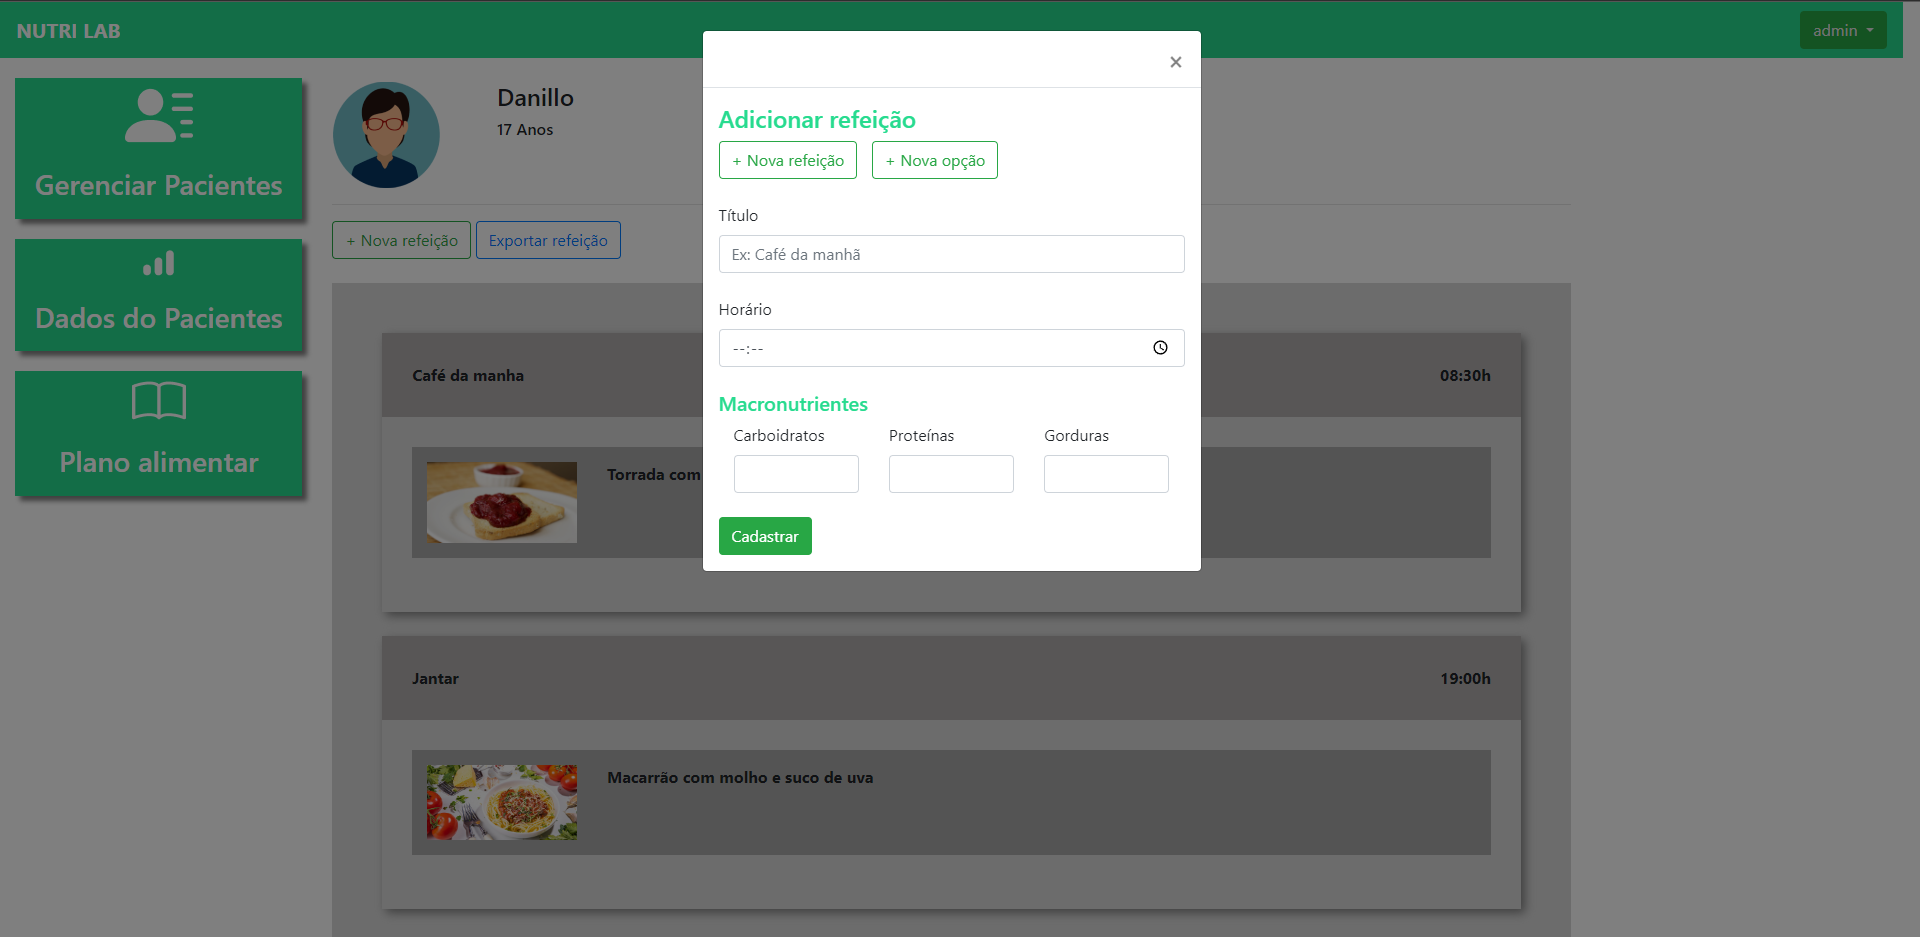 NUTRI LAB
admin
Gerenciar Pacientes
Dados do Pacientes
Plano alimentar
Danillo
17 Anos
+ Nova refeição
Exportar refeição
Café da manha
08:30h
Torrada com
Jantar
19:00h
Macarrão com molho e suco de uva
×
Adicionar refeição
+ Nova refeição
+ Nova opção
Título
Ex: Café da manhã
Horário
--:--
Macronutrientes
Carboidratos Proteínas Gorduras
Cadastrar